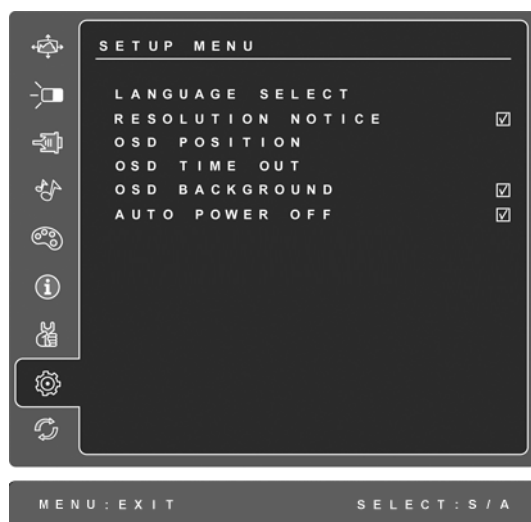 SETUP MENU
LANGUAGE SELECT
RESOLUTION NOTICE ☑
OSD POSITION
OSD TIME OUT
OSD BACKGROUND ☑
AUTO POWER OFF ☑
MENU:EXIT SELECT:S/A